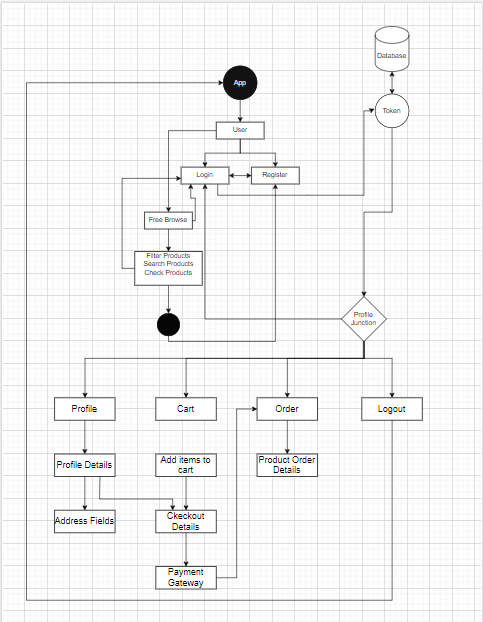 Database
App
Token
User
Login
Register
Free Browse
Filter Products
Search Products
Check Products
Profile
Junction
Profile
Cart
Order
Logout
Profile Details
Add items to
cart
Product Order
Details
Address Fields
Ckeckout
Details
Payment
Gateway